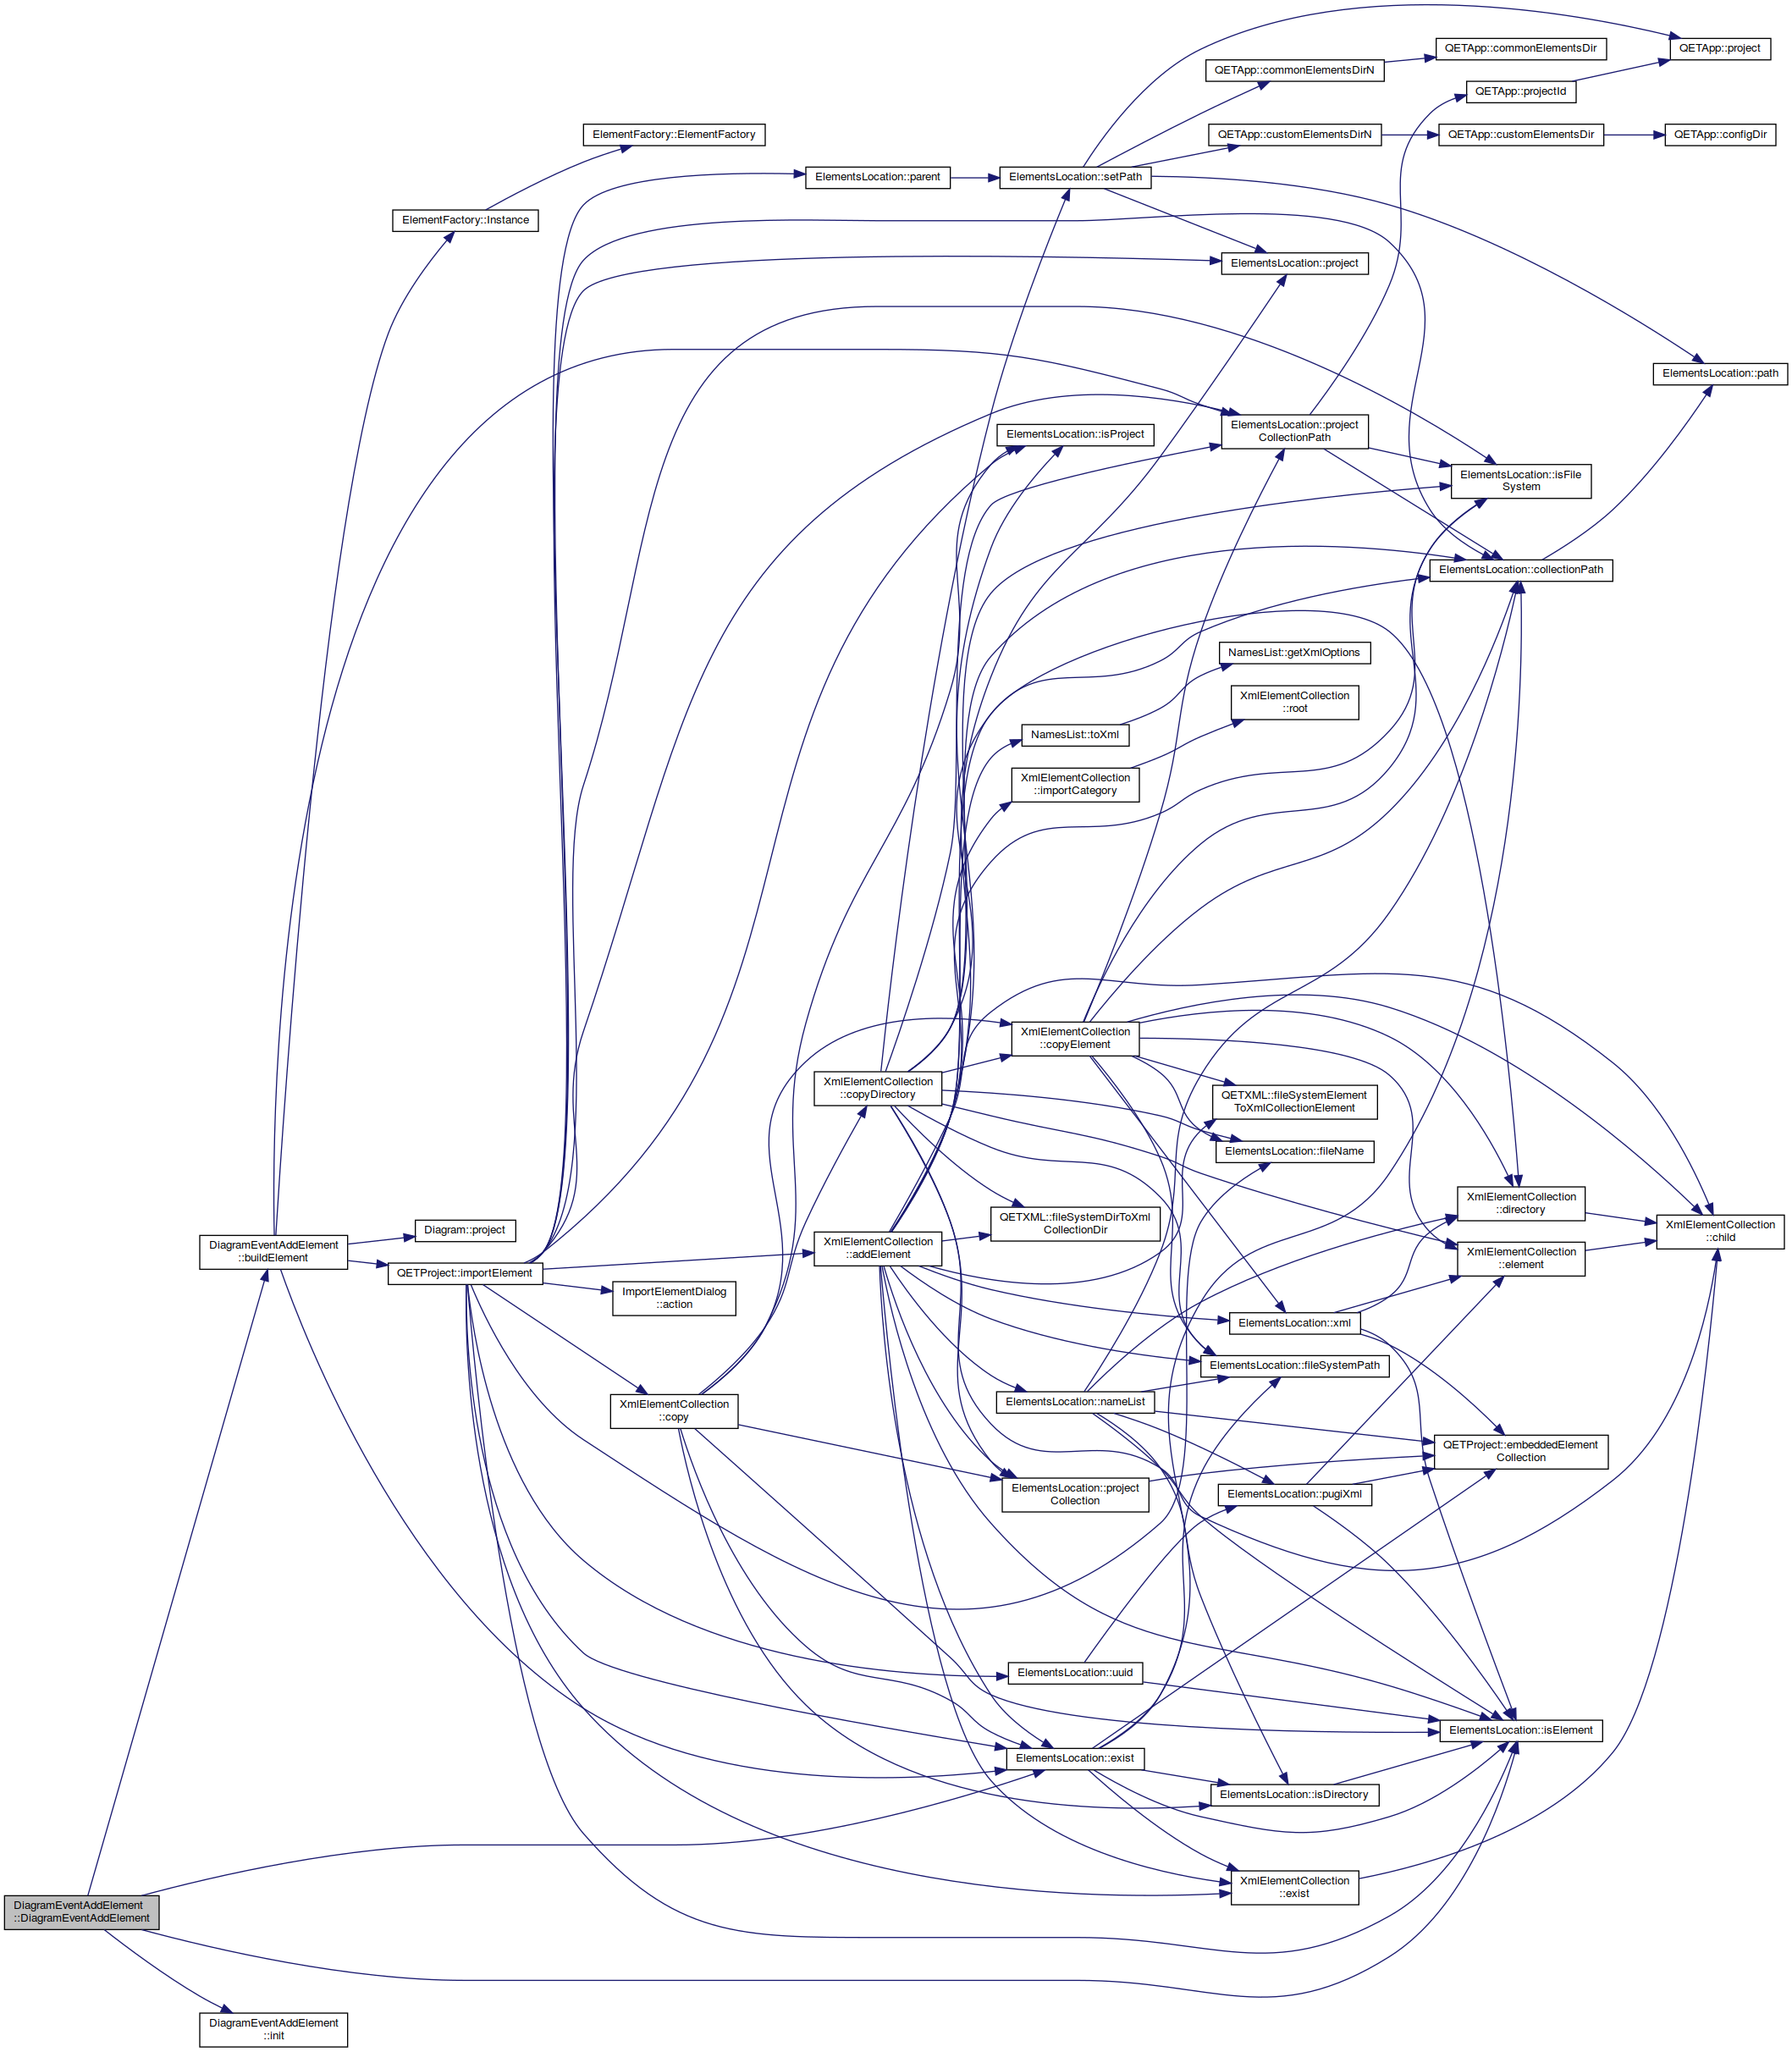 QETApp::project
QETApp::commonElementsDir
QETApp::commonElementsDirN
QETApp::projectId
ElementFactory::ElementFactory
QETApp::customElementsDirN
QETApp::customElementsDir
QETApp::configDir
ElementsLocation::parent
ElementsLocation::setPath
ElementFactory::Instance
ElementsLocation::project
ElementsLocation::path
ElementsLocation::project
CollectionPath
ElementsLocation::isProject
ElementsLocation::isFile
System
ElementsLocation::collectionPath
NamesList::getXmlOptions
XmlElementCollection
::root
NamesList::toXml
XmlElementCollection
::importCategory
XmlElementCollection
::copyElement
XmlElementCollection
::copyDirectory
QETXML::fileSystemElement
ToXmlCollectionElement
ElementsLocation::fileName
XmlElementCollection
::directory
QETXML::fileSystemDirToXml
CollectionDir
XmlElementCollection
::child
Diagram::project
DiagramEventAddElement
::buildElement
XmlElementCollection
::addElement
XmlElementCollection
::element
QETProject::importElement
ImportElementDialog
::action
ElementsLocation::xml
ElementsLocation::fileSystemPath
ElementsLocation::nameList
XmlElementCollection
::copy
QETProject::embeddedElement
Collection
ElementsLocation::project
Collection
ElementsLocation::pugiXml
ElementsLocation::uuid
ElementsLocation::isElement
ElementsLocation::exist
ElementsLocation::isDirectory
XmlElementCollection
::exist
DiagramEventAddElement
::DiagramEventAddElement
DiagramEventAddElement
::init